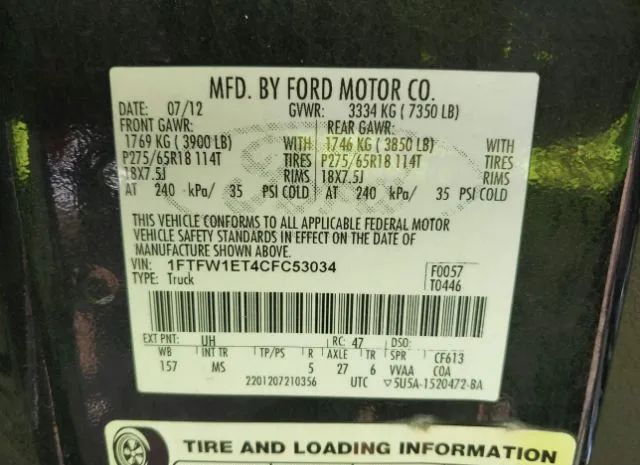 MFD. BY FORD MOTOR CO.
DATE: 07/12 GVWR: 3334 KG (7350 LB)
FRONT GAWR: REAR GAWR:
1769 KG (3900 LB) WITH 1746 KG (3850 LB) WITH
P275/65R18 114T TIRES P275/65R18 114T TIRES
18X7.5J RIMS 18X7.5J RIMS
AT 240 kPa/ 35 PSI COLD AT 240 kPa/ 35 PSI COLD
THIS VEHICLE CONFORMS TO ALL APPLICABLE FEDERAL MOTOR
VEHICLE SAFETY STANDARDS IN EFFECT ON THE DATE OF
MANUFACTURE SHOWN ABOVE.
VIN: 1FTFW1ET4CFC53034 F0057
TYPE: Truck T0446
EXT PNT: UH RC: 47 DSO:
WB INT TR TP/PS R AXLE TR SPR CF613
157 MS 5 27 6 VVAA COA
2201207210356 UTC ▽5U5A-1520472-BA
TIRE AND LOADING INFORMATION